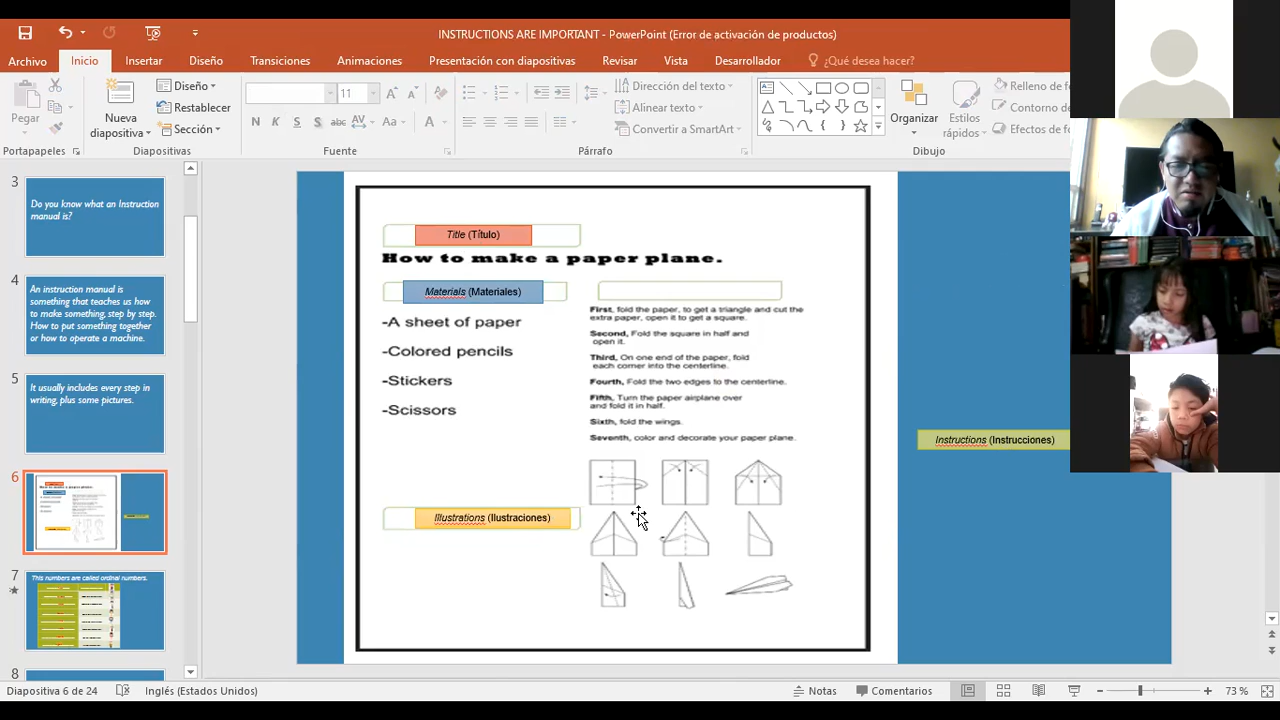 INSTRUCTIONS ARE IMPORTANT - PowerPoint (Error de activación de productos)
Archivo
Inicio
Insertar
Diseño
Transiciones
Animaciones
Presentación con diapositivas
Revisar
Vista
Desarrollador
¿Qué desea hacer?
Pegar
Portapapeles
Nueva
diapositiva
Diseño
Restablecer
Sección
Diapositivas
11
N K S S abc AV Aa A
Fuente
Dirección del texto
Alinear texto
Convertir a SmartArt
Párrafo
Organizar
Estilos
rápidos
Dibujo
Relleno de f
Contorno de
Efectos de f
3
Do you know what an Instruction
manual is?
4
An instruction manual is
something that teaches us how
to make something, step by step.
How to put something together
or how to operate a machine.
5
It usually includes every step in
writing, plus some pictures.
6
7
This numbers are called ordinal numbers.
8
Title (Título)
How to make a paper plane.
Materials (Materiales)
-A sheet of paper
-Colored pencils
-Stickers
-Scissors
First, fold the paper, to get a triangle and cut the
extra paper, open it to get a square.
Second, Fold the square in half and
open it.
Third, On one end of the paper, fold
each corner into the centerline.
Fourth, Fold the two edges to the centerline.
Fifth, Turn the paper airplane over
and fold it in half.
Sixth, fold the wings.
Seventh, color and decorate your paper plane.
Illustrations (Ilustraciones)
Instructions (Instrucciones)
Diapositiva 6 de 24
Inglés (Estados Unidos)
Notas
Comentarios
73 %